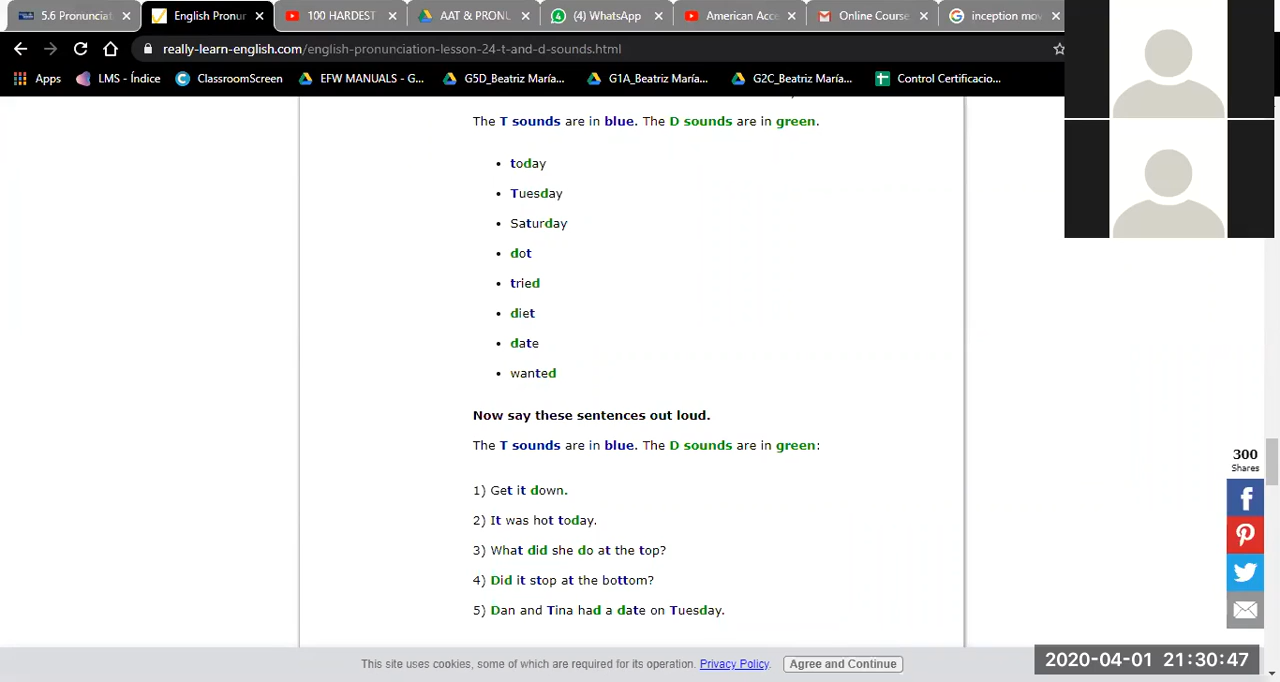 5.6 Pronunciat
English Pronur
100 HARDEST
AAT & PRONU
(4) WhatsApp
American Acce
Online Course
inception mov
really-learn-english.com/english-pronunciation-lesson-24-t-and-d-sounds.html
Apps
LMS - Índice
ClassroomScreen
EFW MANUALS - G...
G5D_Beatriz María...
G1A_Beatriz María...
G2C_Beatriz María...
Control Certificacio...
The T sounds are in blue. The D sounds are in green.
• today
• Tuesday
• Saturday
• dot
• tried
• diet
• date
• wanted
Now say these sentences out loud.
The T sounds are in blue. The D sounds are in green:
1) Get it down.
2) It was hot today.
3) What did she do at the top?
4) Did it stop at the bottom?
5) Dan and Tina had a date on Tuesday.
300
Shares
This site uses cookies, some of which are required for its operation. Privacy Policy.
Agree and Continue
2020-04-01 21:30:47